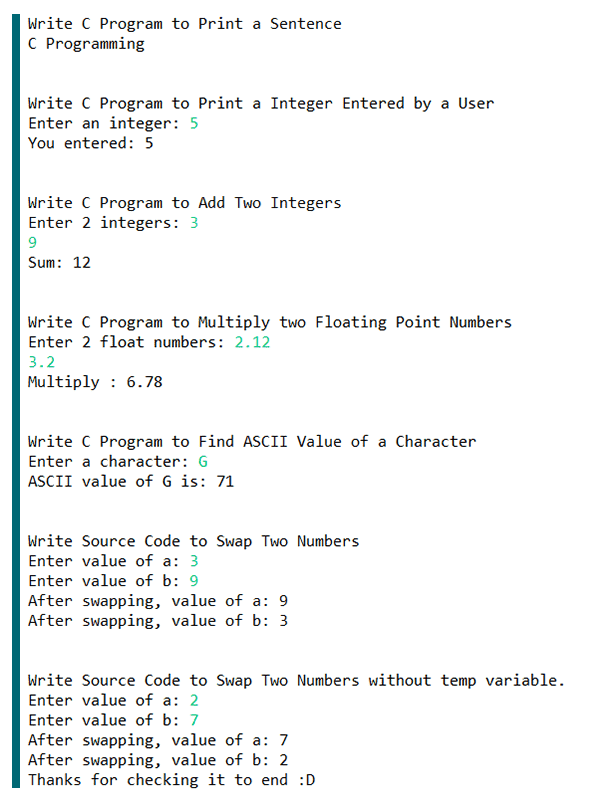 Write C Program to Print a Sentence
C Programming
Write C Program to Print a Integer Entered by a User
Enter an integer: 5
You entered: 5
Write C Program to Add Two Integers
Enter 2 integers: 3
9
Sum: 12
Write C Program to Multiply two Floating Point Numbers
Enter 2 float numbers: 2.12
3.2
Multiply : 6.78
Write C Program to Find ASCII Value of a Character
Enter a character: G
ASCII value of G is: 71
Write Source Code to Swap Two Numbers
Enter value of a: 3
Enter value of b: 9
After swapping, value of a: 9
After swapping, value of b: 3
Write Source Code to Swap Two Numbers without temp variable.
Enter value of a: 2
Enter value of b: 7
After swapping, value of a: 7
After swapping, value of b: 2
Thanks for checking it to end :D